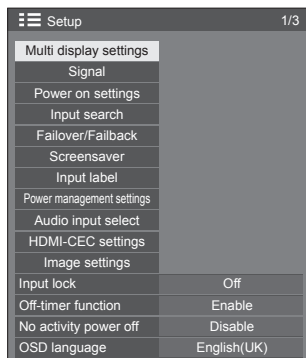 Setup 1/3
Multi display settings
Signal
Power on settings
Input search
Failover/Failback
Screensaver
Input label
Power management settings
Audio input select
HDMI-CEC settings
Image settings
Input lock Off
Off-timer function Enable
No activity power off Disable
OSD language English(UK)